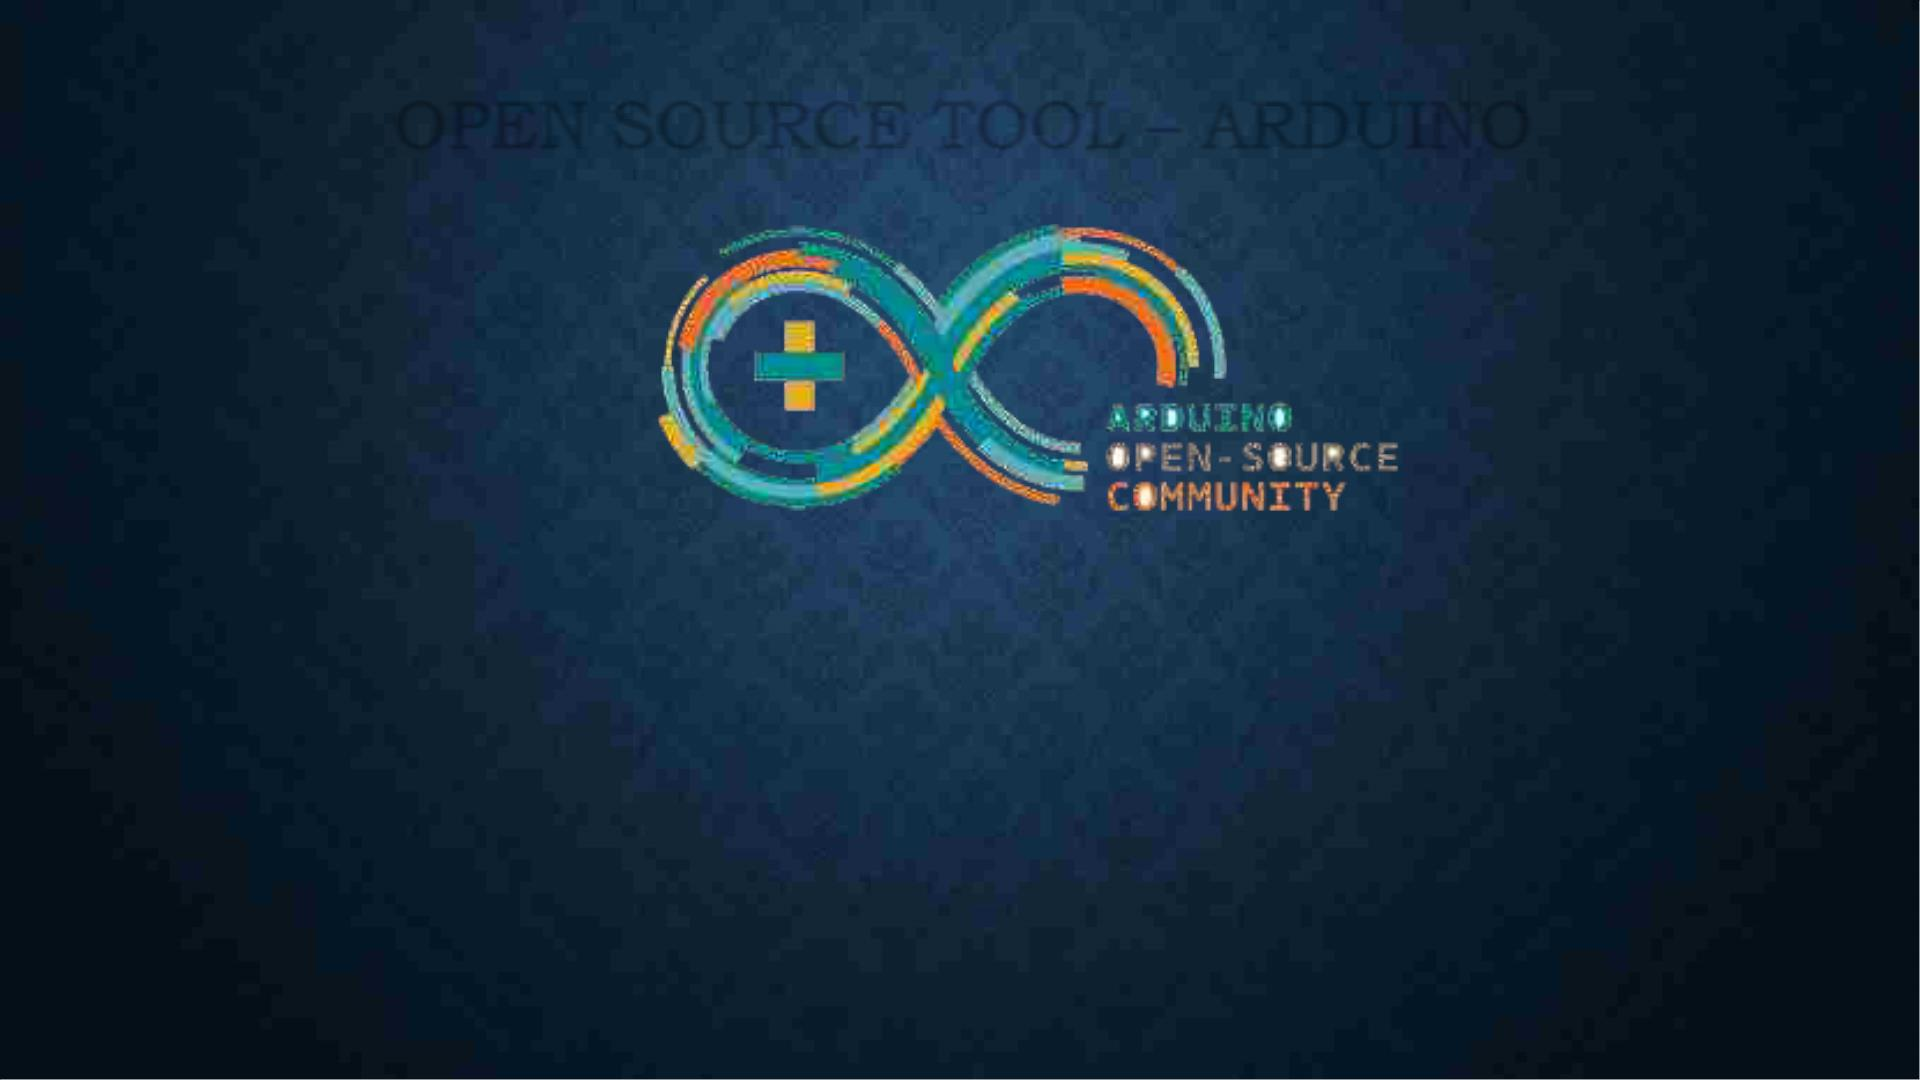 OPEN SOURCE TOOL – ARDUINO
ARDUINO
OPEN-SOURCE
COMMUNITY